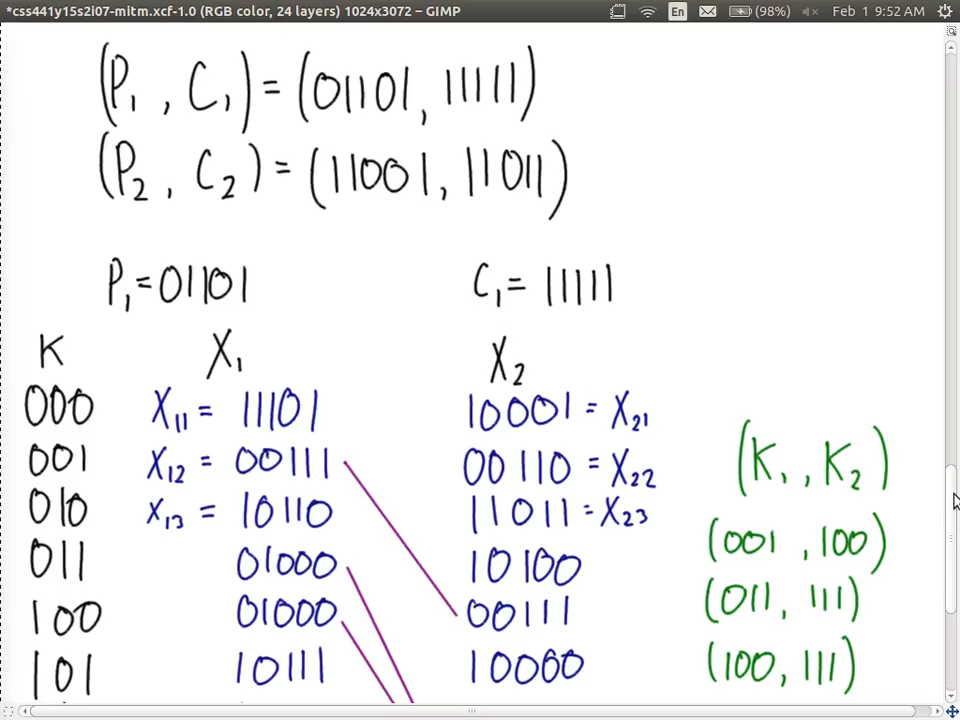 *css441y15s2i07-mitm.xcf-1.0 (RGB color, 24 layers) 1024x3072 – GIMP En (98%) Feb 1 9:52 AM
(P₁ , C₁) = (01101, 11111)
(P₂ , C₂) = (11001, 11011)
P₁ = 01101 C₁ = 11111
K X₁ X₂
000 X₁₁ = 11101 10001 = X₂₁
001 X₁₂ = 00111 00110 = X₂₂ (K₁ , K₂)
010 X₁₃ = 10110 11011 = X₂₃
011 01000 10100 (001 , 100)
100 01000 00111 (011, 111)
101 10111 10000 (100, 111)